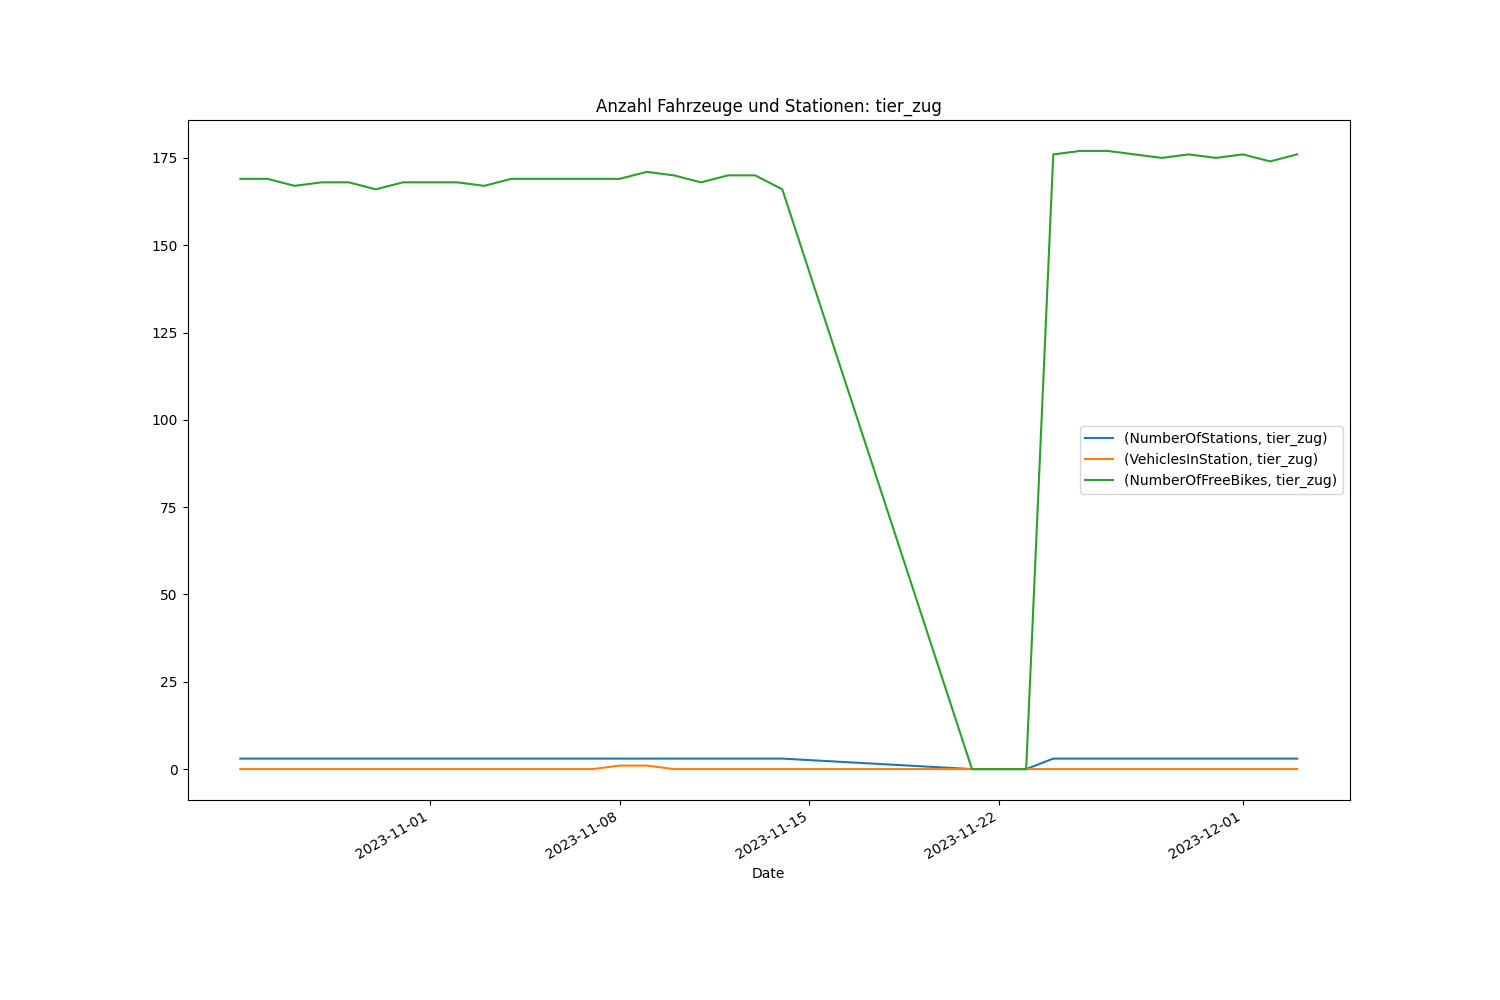 Anzahl Fahrzeuge und Stationen: tier_zug
175
150
125
100
75
50
25
0
(NumberOfStations, tier_zug)
(VehiclesInStation, tier_zug)
(NumberOfFreeBikes, tier_zug)
2023-11-01
2023-11-08
2023-11-15
2023-11-22
2023-12-01
Date